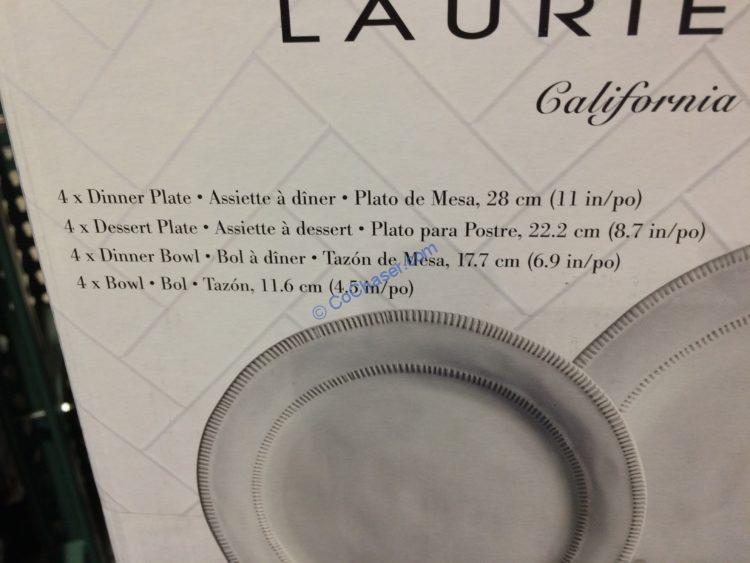 LAURIE
California
4 x Dinner Plate • Assiette à dîner • Plato de Mesa, 28 cm (11 in/po)
4 x Dessert Plate • Assiette à dessert • Plato para Postre, 22.2 cm (8.7 in/po)
4 x Dinner Bowl • Bol à dîner • Tazón de Mesa, 17.7 cm (6.9 in/po)
4 x Bowl • Bol • Tazón, 11.6 cm (4.5 in/po)
© CoChaser.com